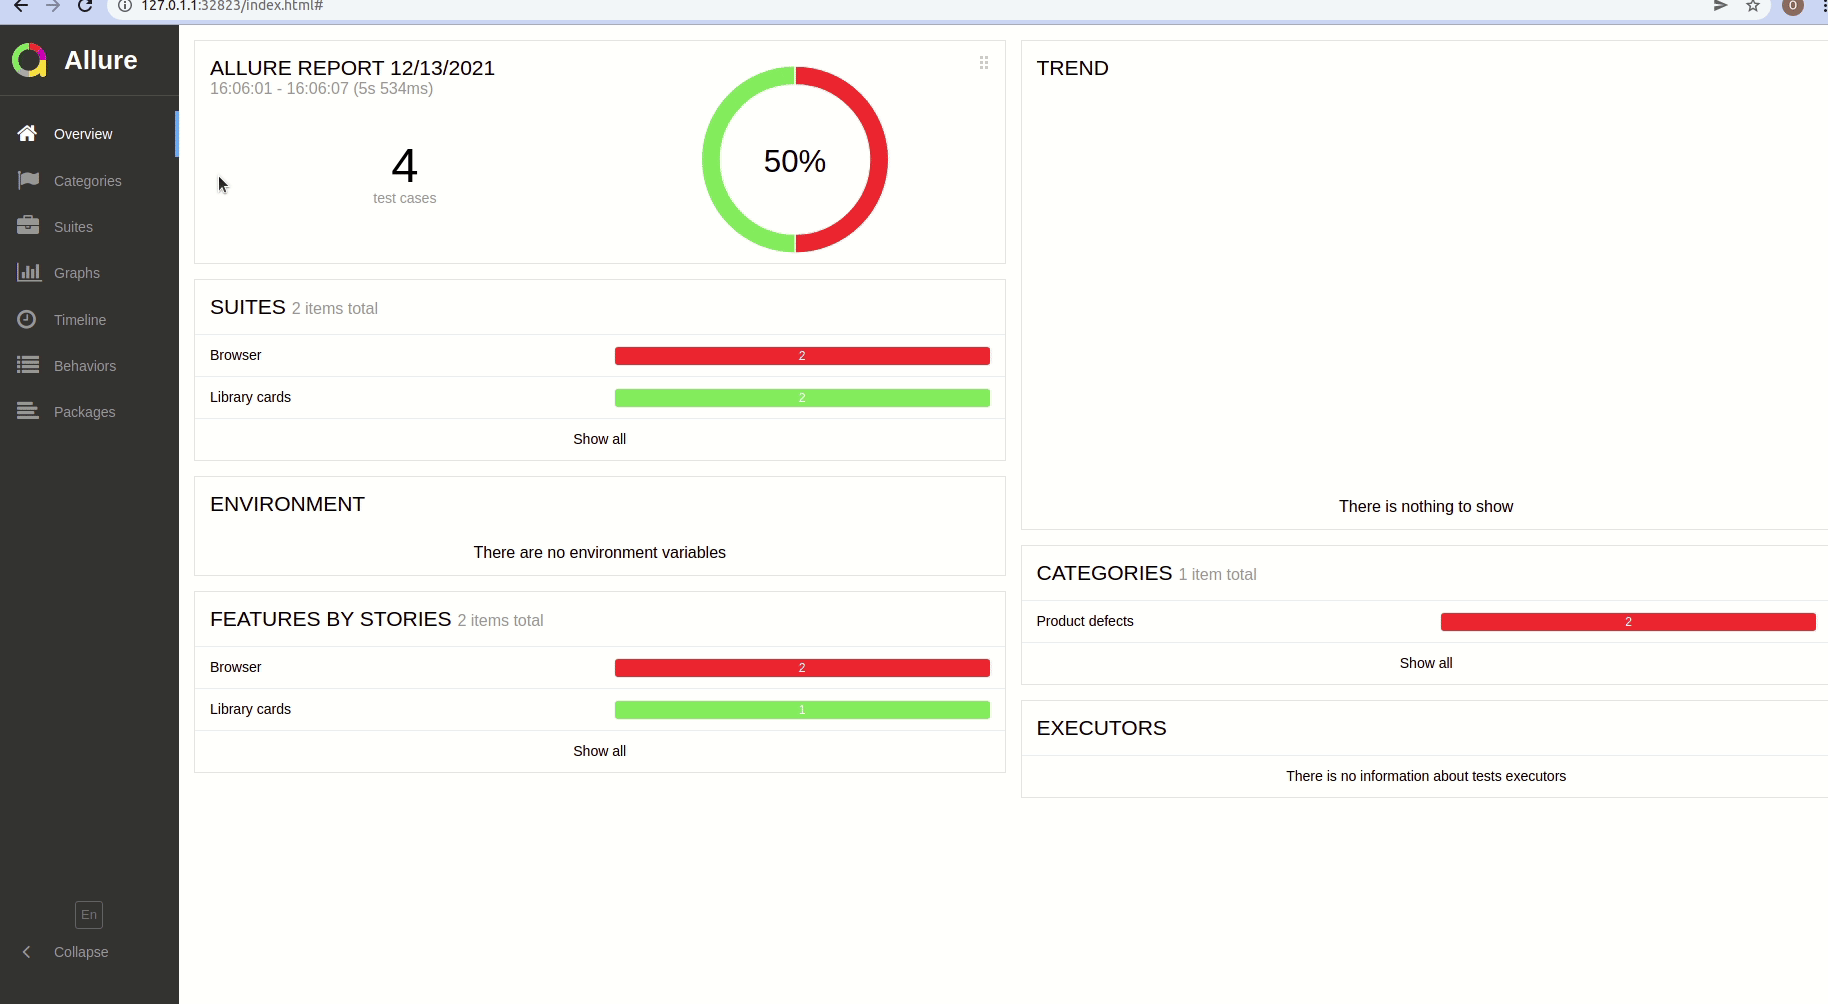 127.0.1.1:32823/index.html#
O
Allure
Overview
Categories
Suites
Graphs
Timeline
Behaviors
Packages
En
Collapse
ALLURE REPORT 12/13/2021
16:06:01 - 16:06:07 (5s 534ms)
4
test cases
50%
SUITES 2 items total
Browser 2
Library cards 2
Show all
ENVIRONMENT
There are no environment variables
FEATURES BY STORIES 2 items total
Browser 2
Library cards 1
Show all
TREND
There is nothing to show
CATEGORIES 1 item total
Product defects 2
Show all
EXECUTORS
There is no information about tests executors